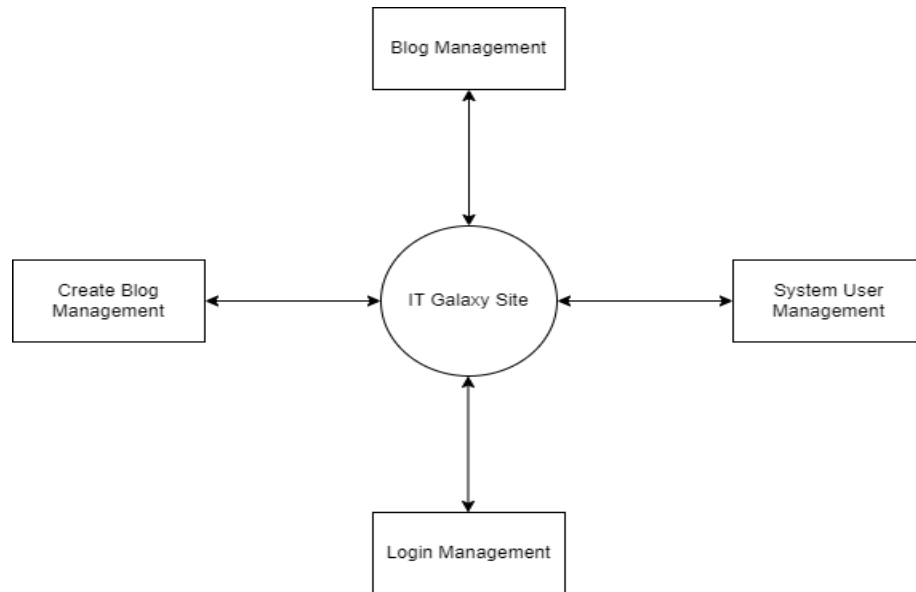 Blog Management
Create Blog
Management
IT Galaxy Site
System User
Management
Login Management